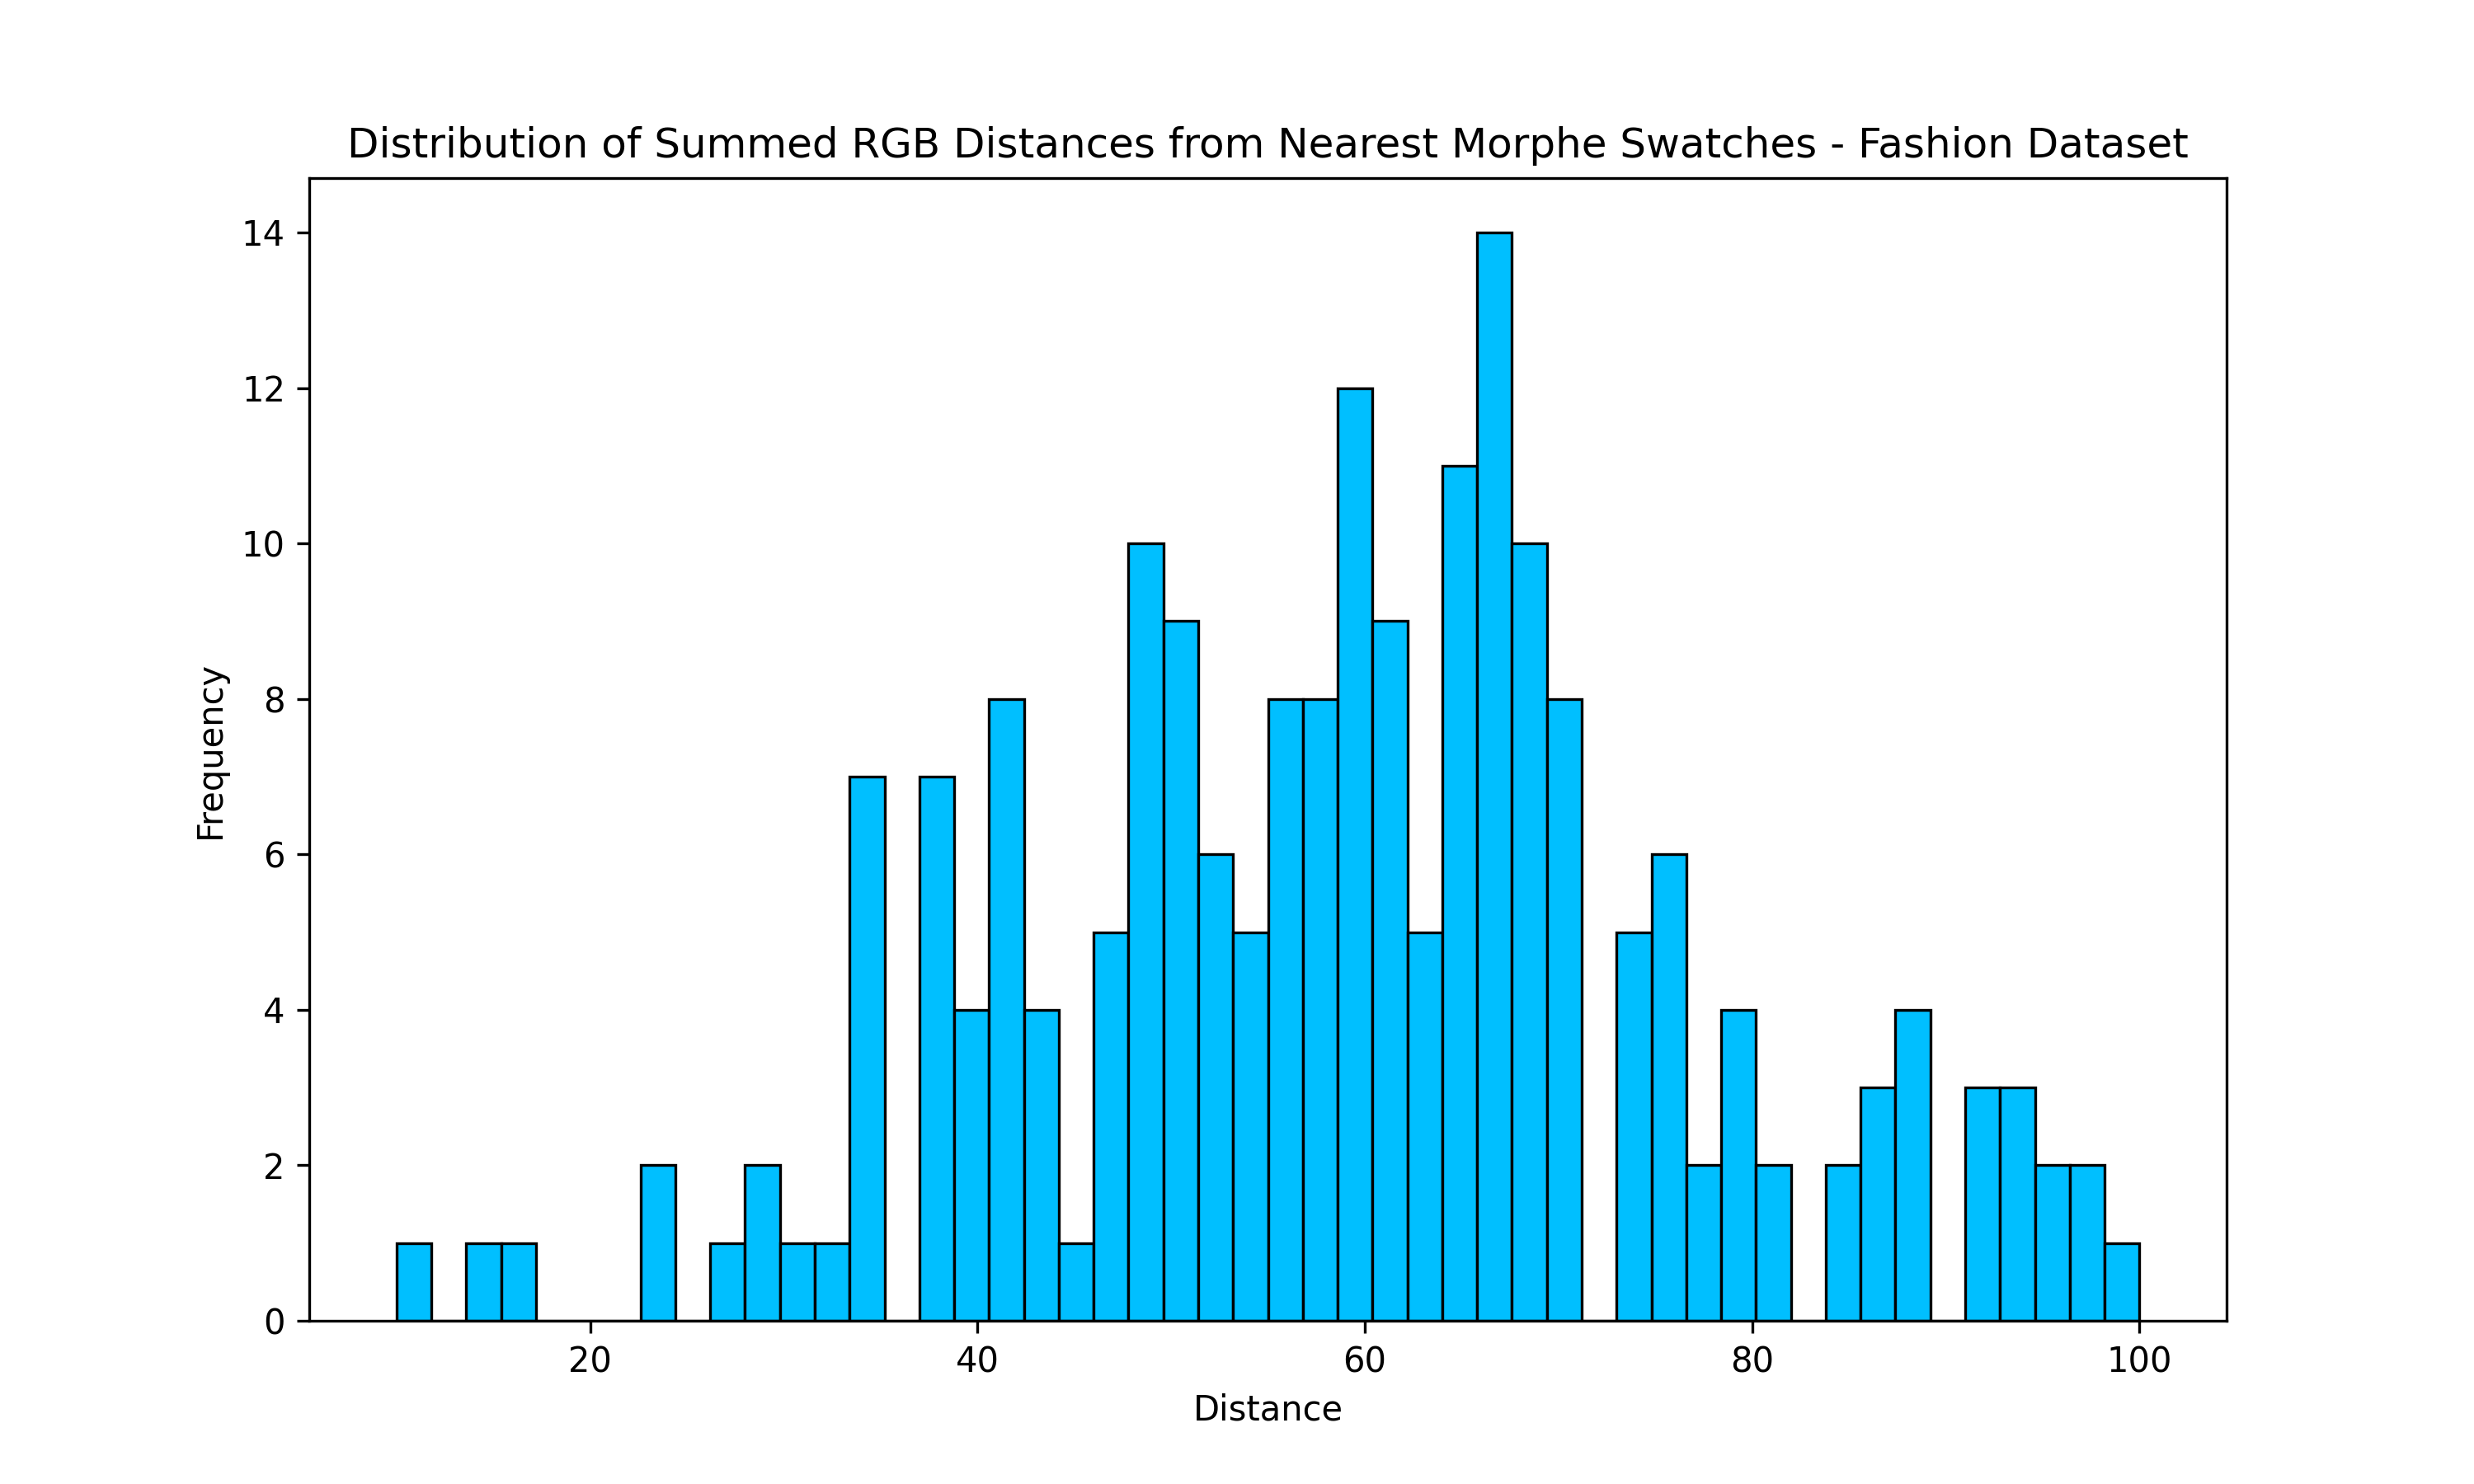 Distribution of Summed RGB Distances from Nearest Morphe Swatches - Fashion Dataset
14
12
10
8
6
4
2
0
Frequency
20 40 60 80 100
Distance